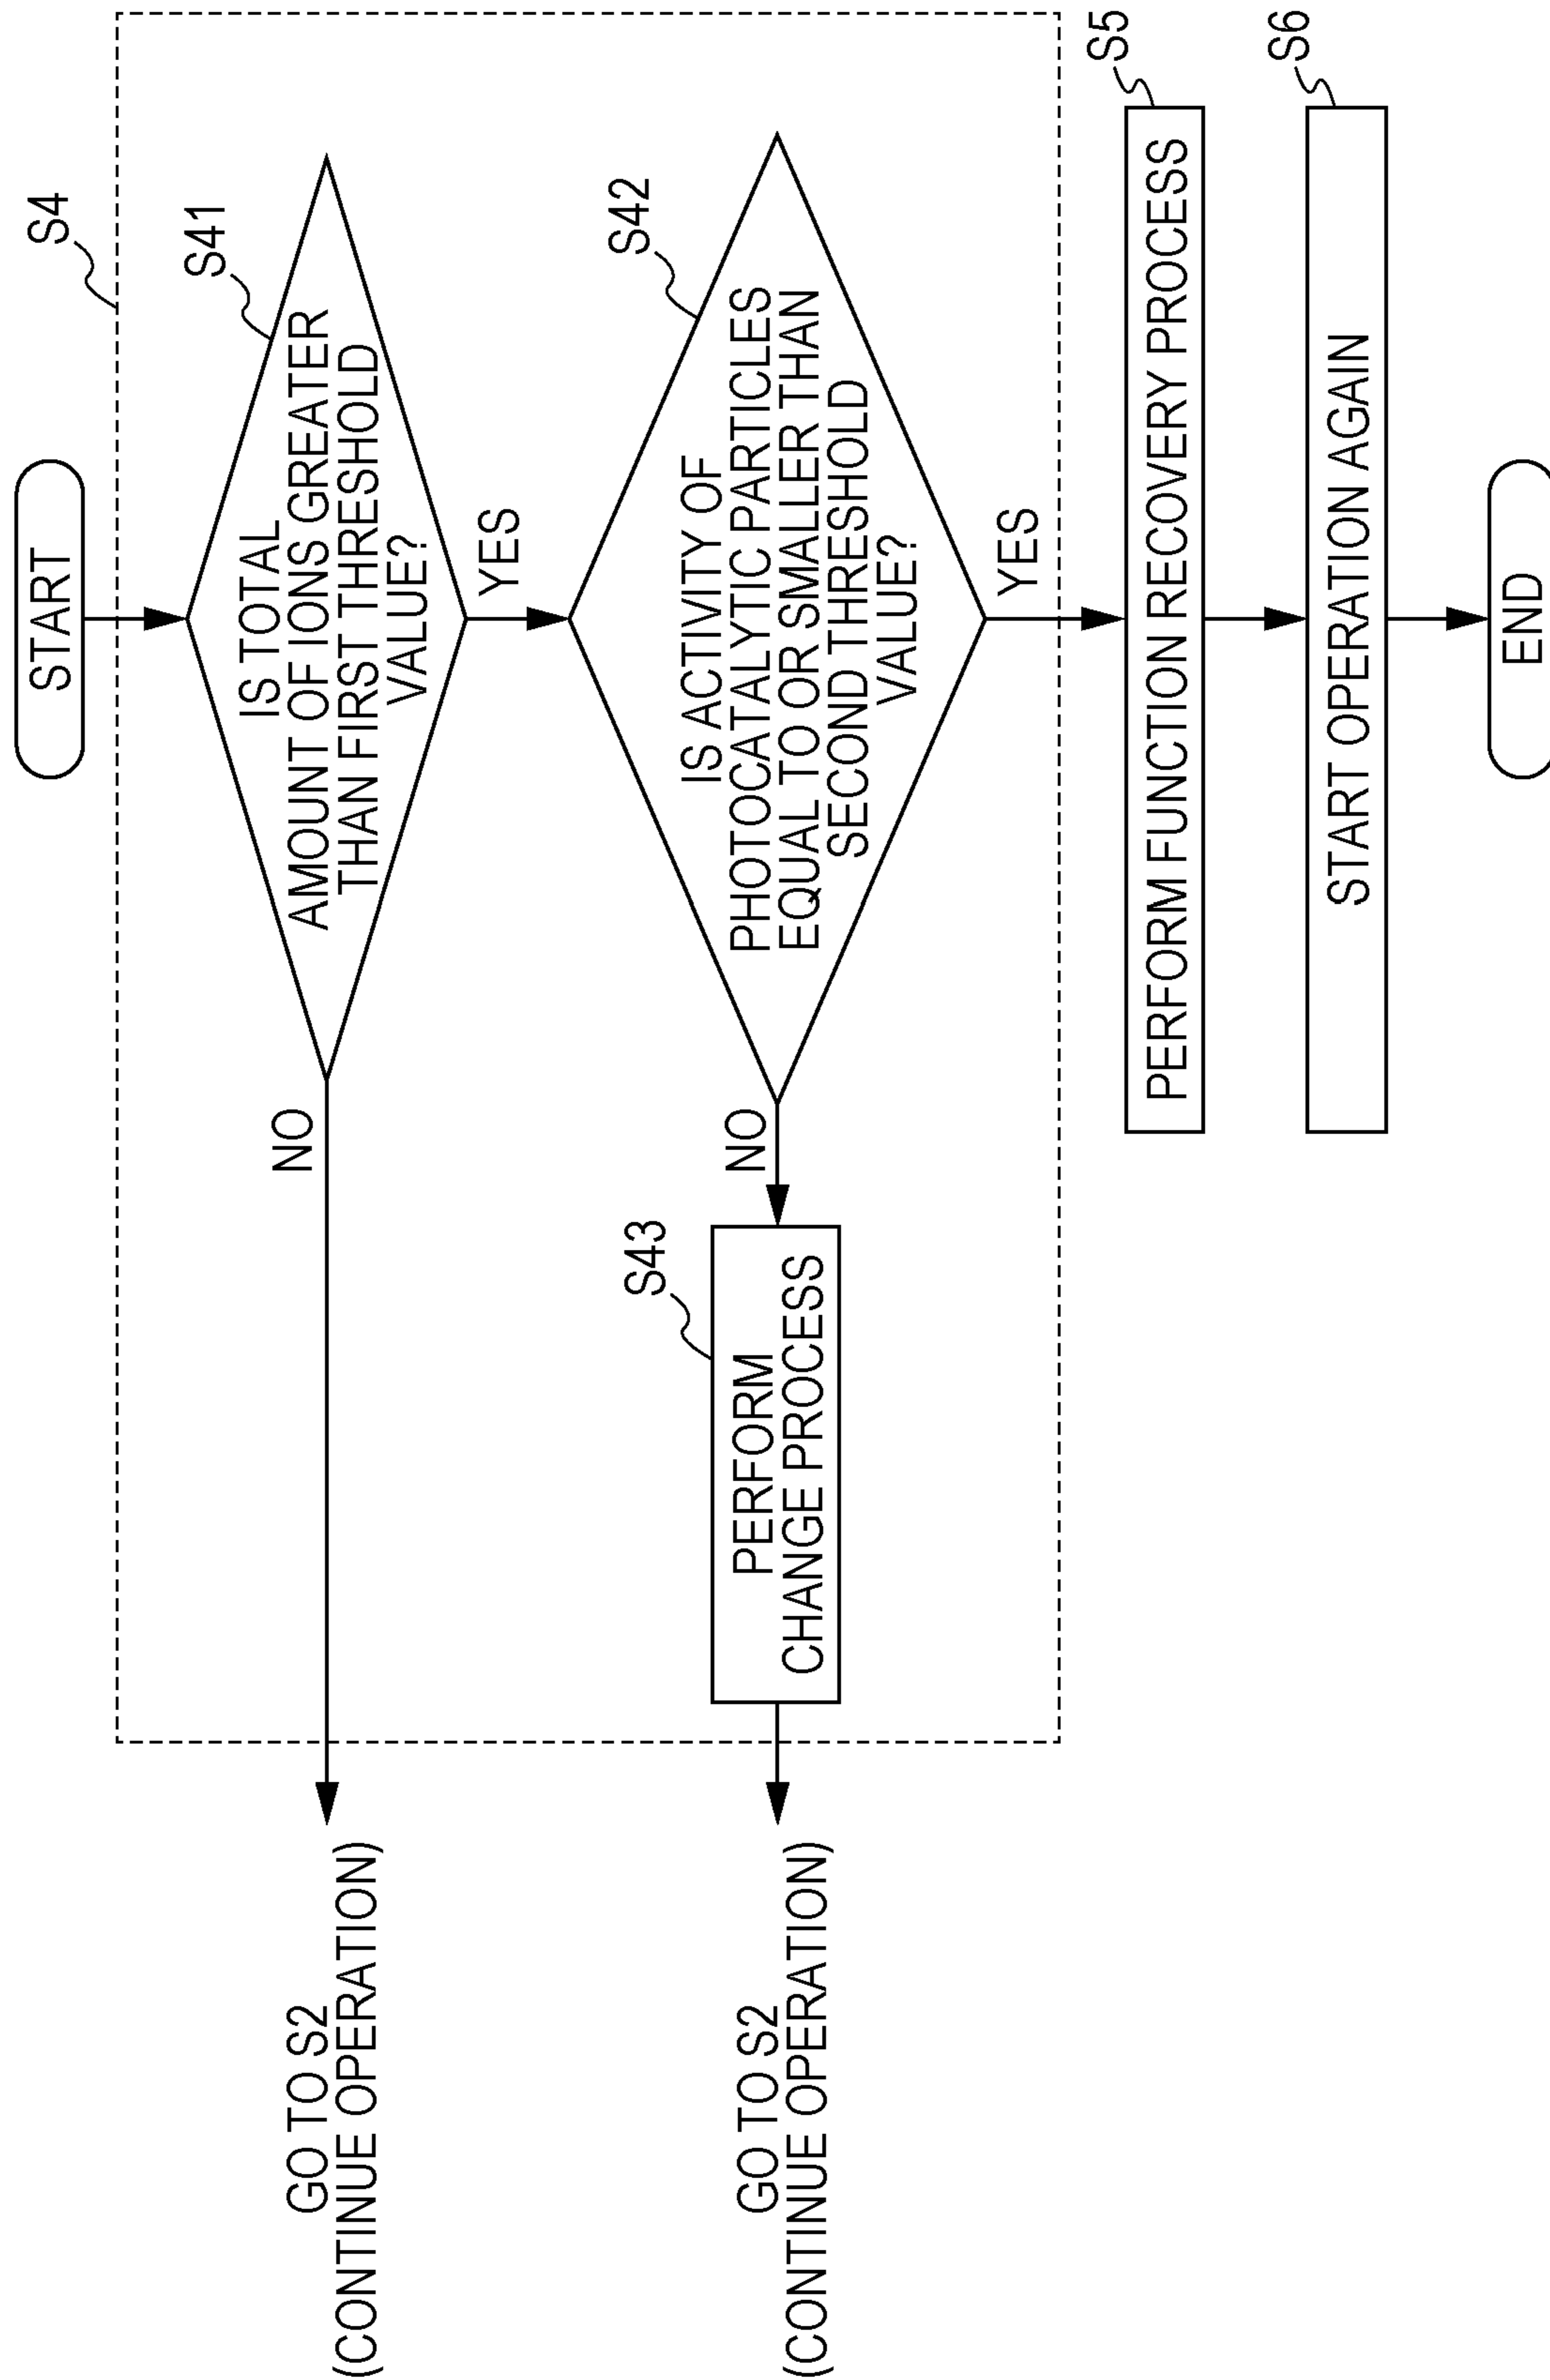 START
S4
S41
IS TOTAL
AMOUNT OF IONS GREATER
THAN FIRST THRESHOLD
VALUE?
NO
GO TO S2
(CONTINUE OPERATION)
YES
S42
IS ACTIVITY OF
PHOTOCATALYTIC PARTICLES
EQUAL TO OR SMALLER THAN
SECOND THRESHOLD
VALUE?
NO
S43
PERFORM
CHANGE PROCESS
GO TO S2
(CONTINUE OPERATION)
YES
S5
PERFORM FUNCTION RECOVERY PROCESS
S6
START OPERATION AGAIN
END